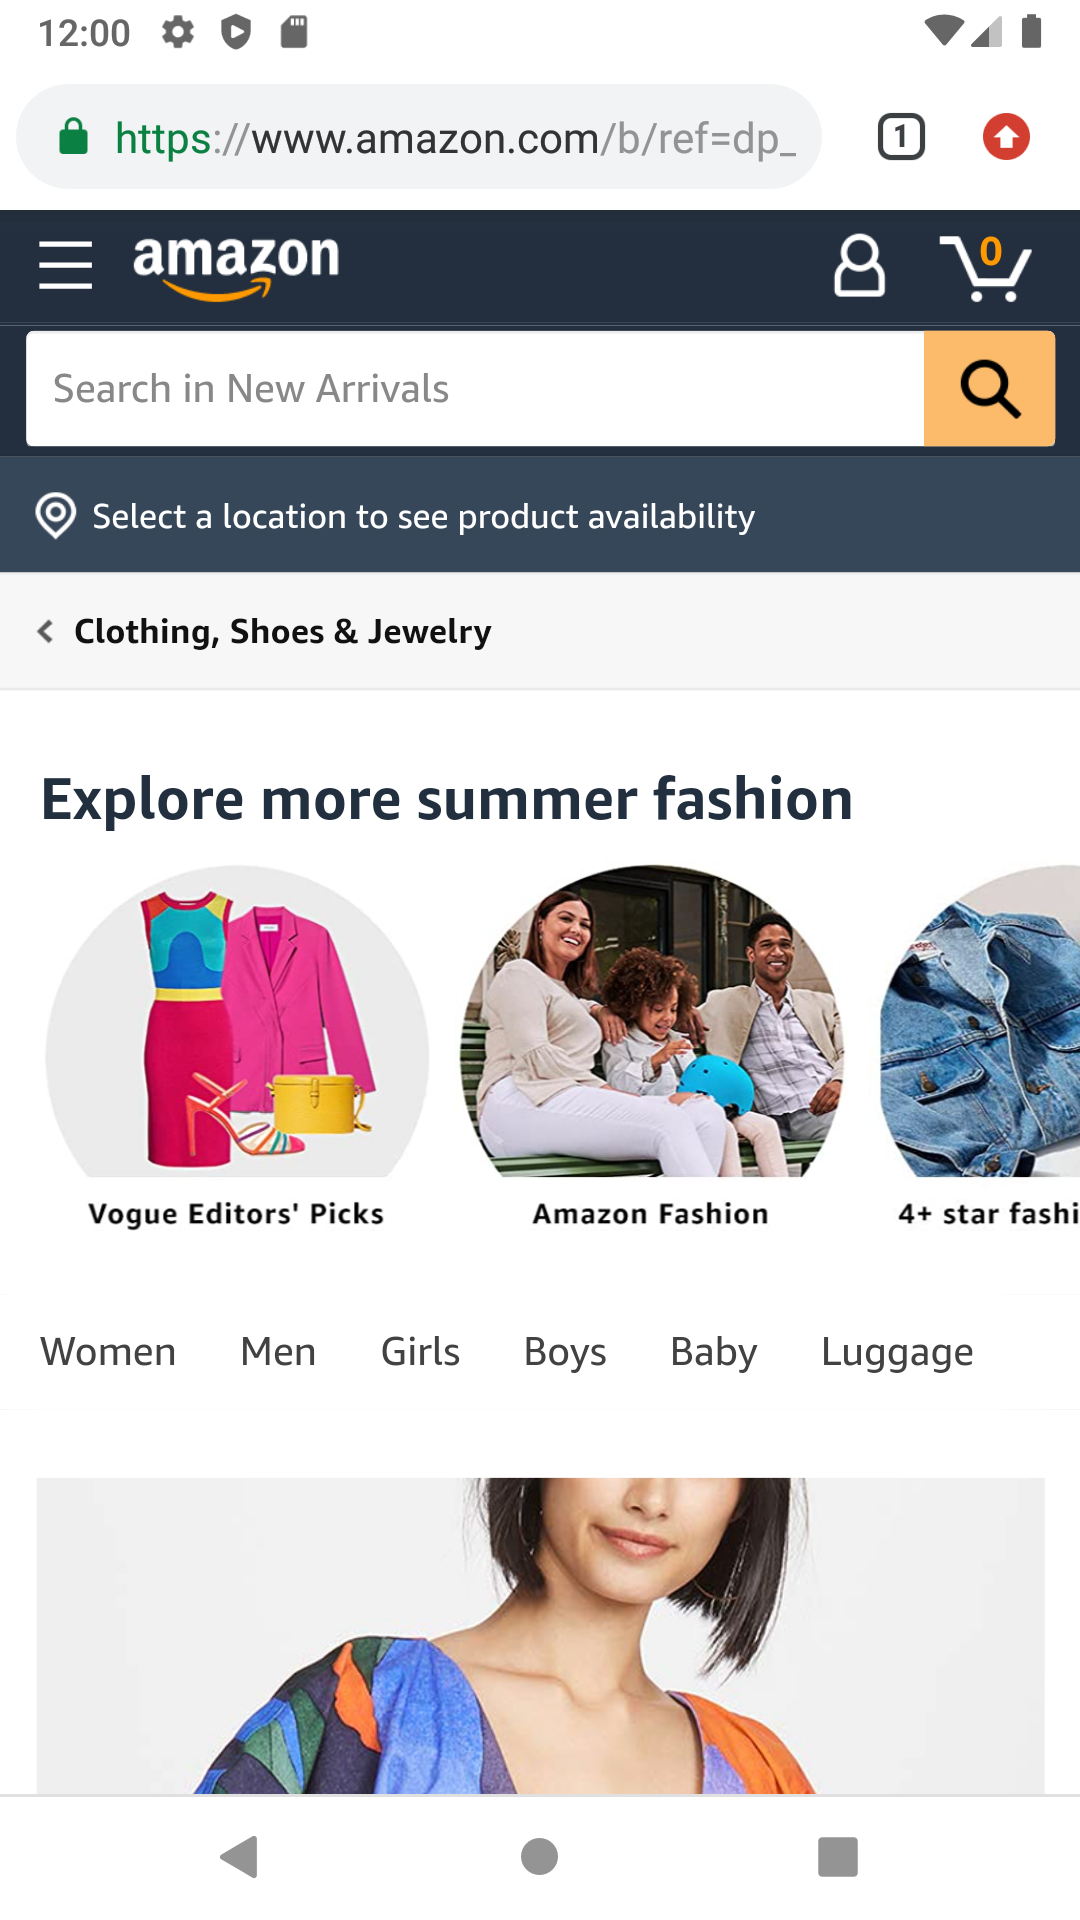 12:00
https://www.amazon.com/b/ref=dp_
1
amazon
0
Search in New Arrivals
Select a location to see product availability
Clothing, Shoes & Jewelry
Explore more summer fashion
Vogue Editors' Picks
Amazon Fashion
4+ star fashi
Women
Men
Girls
Boys
Baby
Luggage